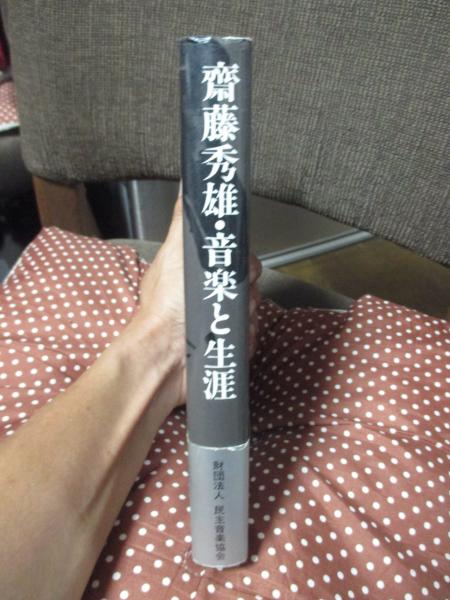 齋藤秀雄・音楽と生涯
財団法人 民主音楽協会